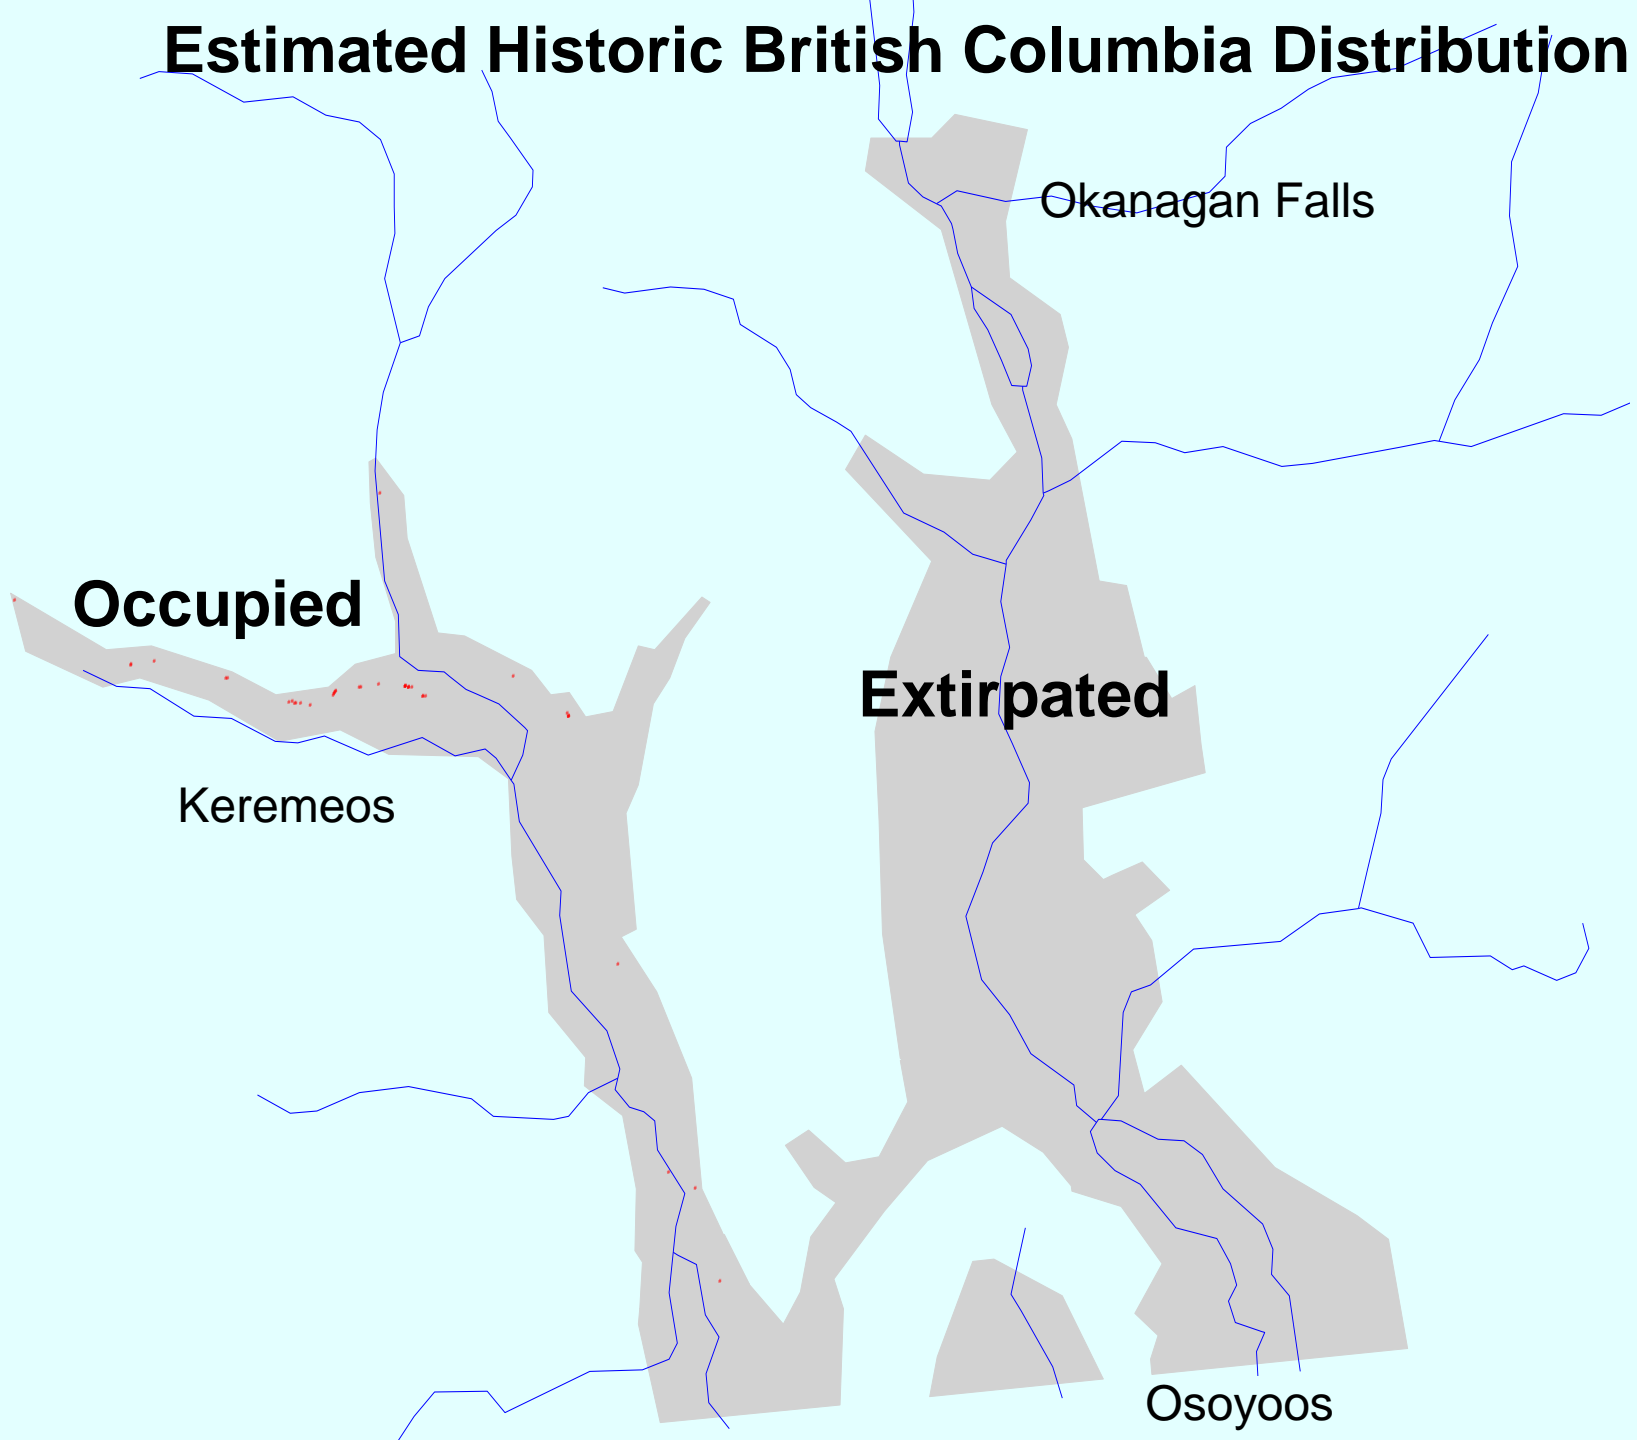 Estimated Historic British Columbia Distribution
Okanagan Falls
Occupied
Extirpated
Keremeos
Osoyoos